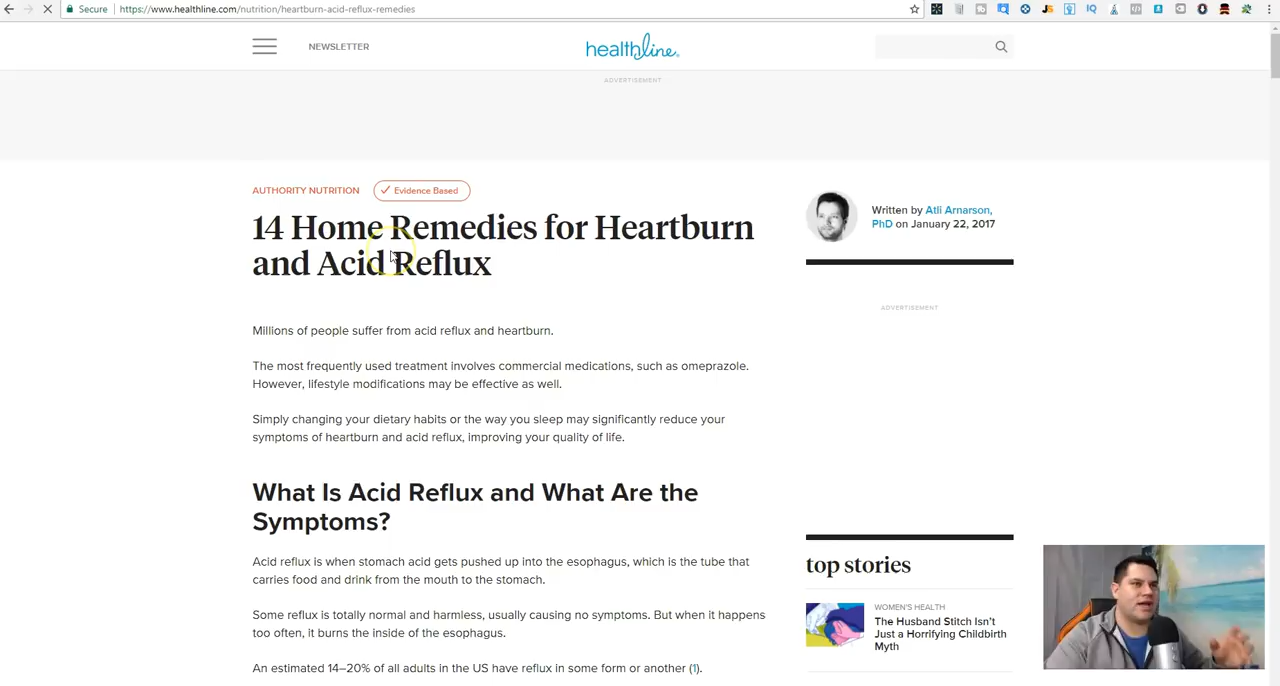 Secure
https://www.healthline.com/nutrition/heartburn-acid-reflux-remedies
NEWSLETTER
healthline
ADVERTISEMENT
AUTHORITY NUTRITION
Evidence Based
14 Home Remedies for Heartburn
and Acid Reflux
Written by Atli Arnarson,
PhD on January 22, 2017
ADVERTISEMENT
Millions of people suffer from acid reflux and heartburn.
The most frequently used treatment involves commercial medications, such as omeprazole.
However, lifestyle modifications may be effective as well.
Simply changing your dietary habits or the way you sleep may significantly reduce your
symptoms of heartburn and acid reflux, improving your quality of life.
What Is Acid Reflux and What Are the
Symptoms?
Acid reflux is when stomach acid gets pushed up into the esophagus, which is the tube that
carries food and drink from the mouth to the stomach.
Some reflux is totally normal and harmless, usually causing no symptoms. But when it happens
too often, it burns the inside of the esophagus.
An estimated 14–20% of all adults in the US have reflux in some form or another (1).
top stories
WOMEN'S HEALTH
The Husband Stitch Isn't
Just a Horrifying Childbirth
Myth